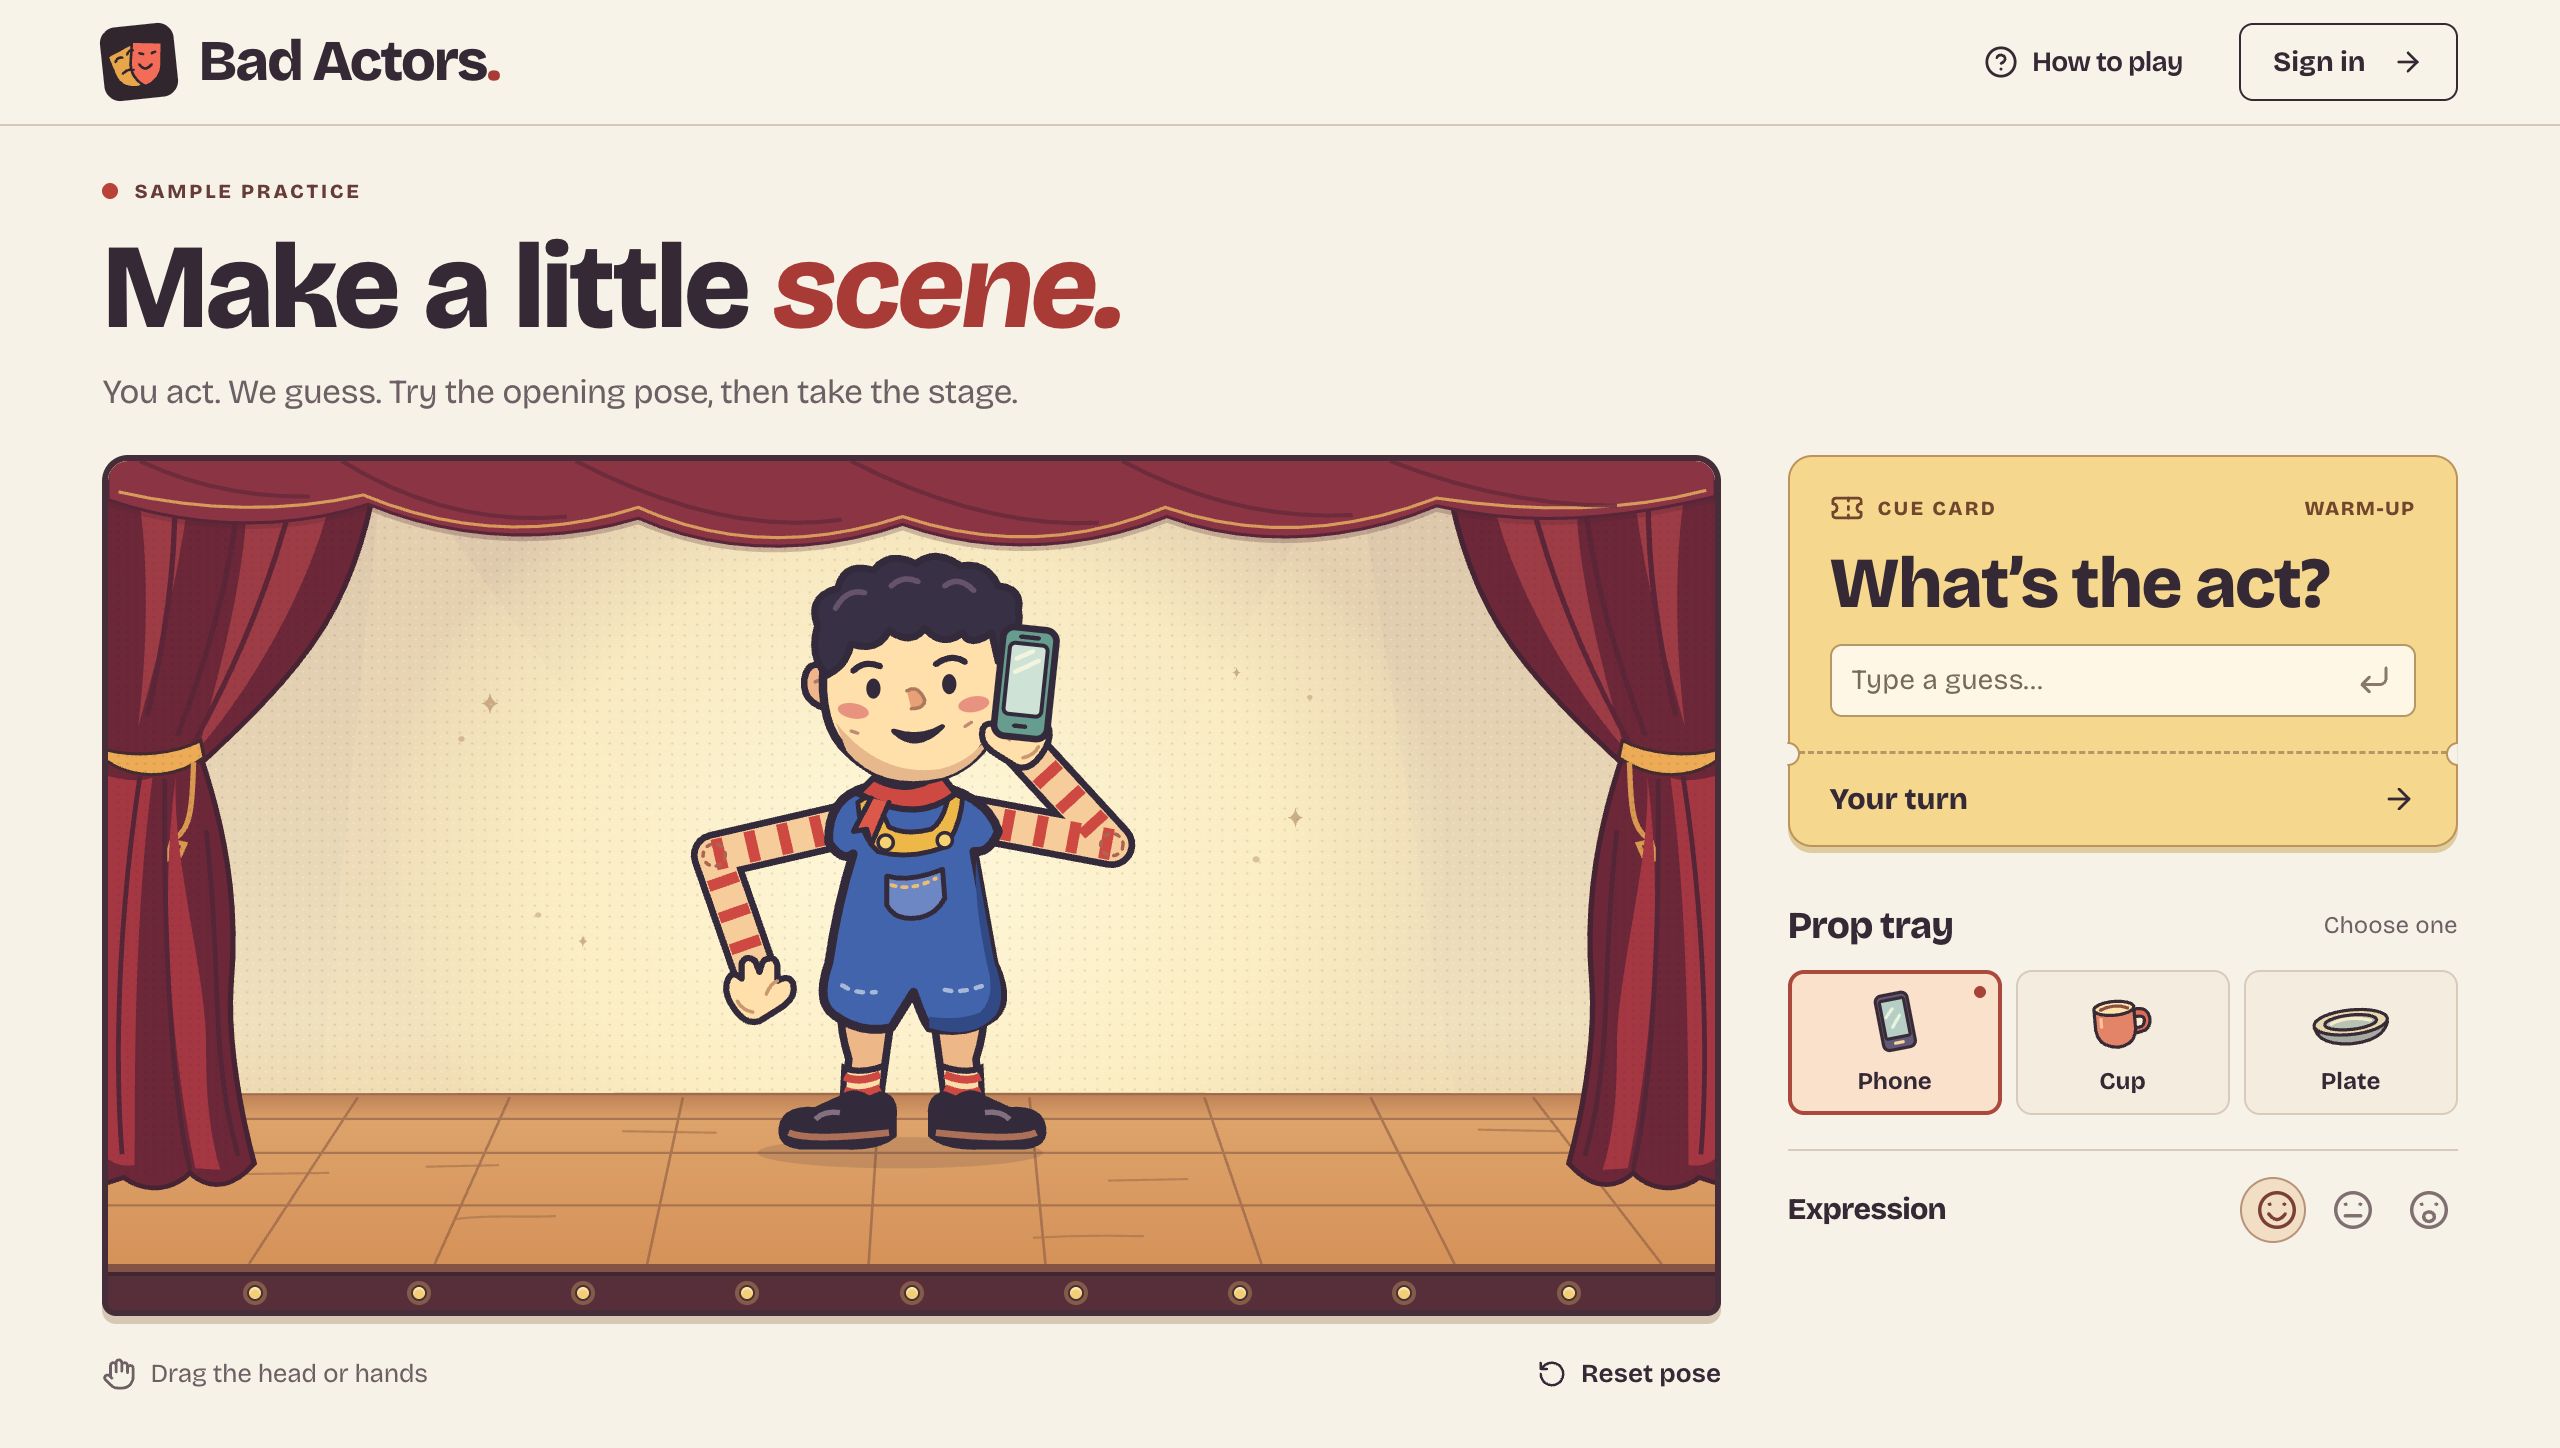 Bad Actors.
How to play
Sign in
SAMPLE PRACTICE
Make a little scene.
You act. We guess. Try the opening pose, then take the stage.
CUE CARD
WARM-UP
What's the act?
Type a guess...
Your turn
Prop tray
Choose one
Phone
Cup
Plate
Expression
Drag the head or hands
Reset pose